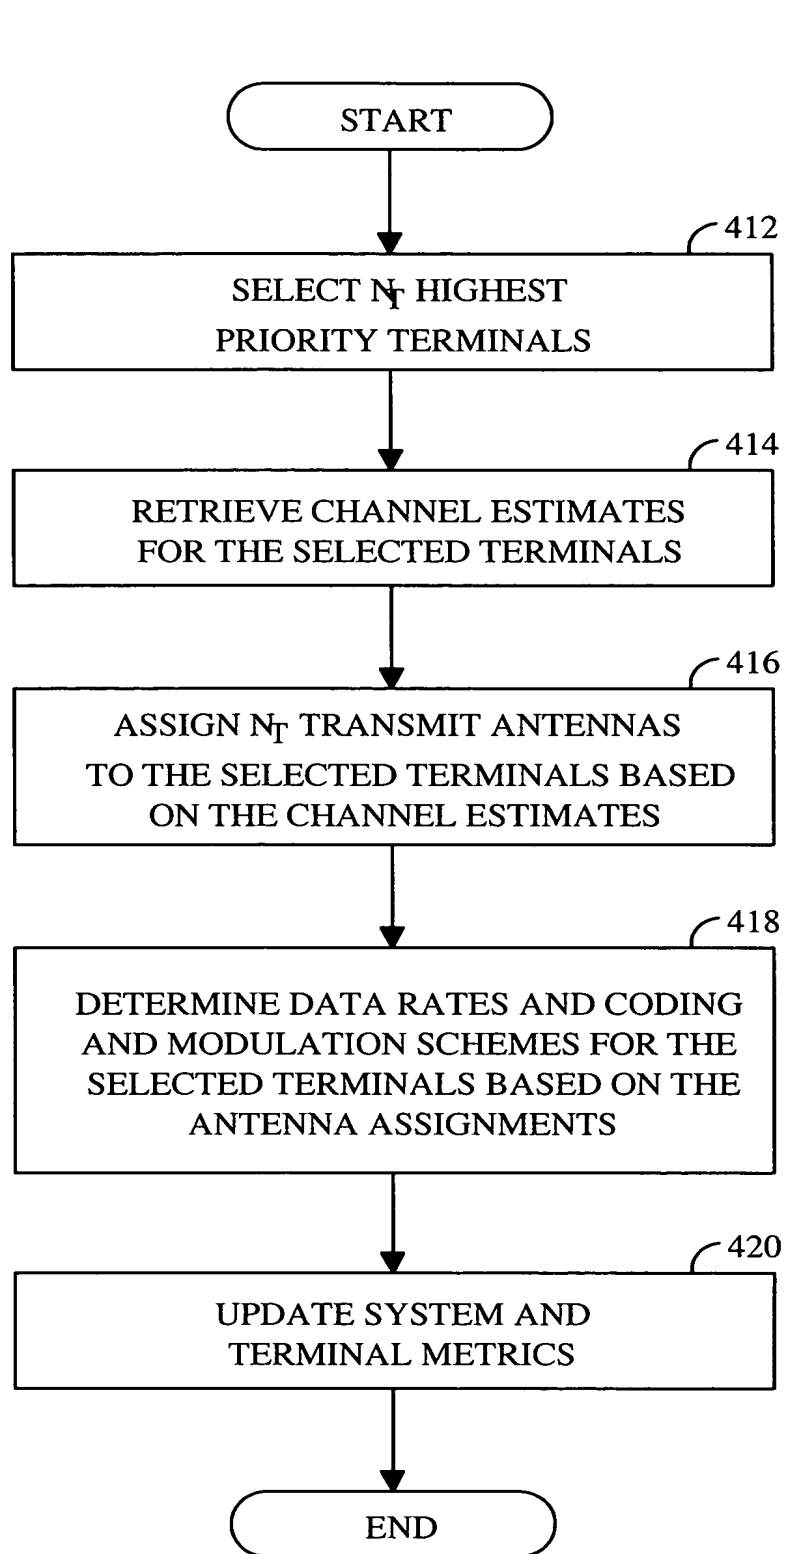 START
412
SELECT N_T HIGHEST
PRIORITY TERMINALS
414
RETRIEVE CHANNEL ESTIMATES
FOR THE SELECTED TERMINALS
416
ASSIGN N_T TRANSMIT ANTENNAS
TO THE SELECTED TERMINALS BASED
ON THE CHANNEL ESTIMATES
418
DETERMINE DATA RATES AND CODING
AND MODULATION SCHEMES FOR THE
SELECTED TERMINALS BASED ON THE
ANTENNA ASSIGNMENTS
420
UPDATE SYSTEM AND
TERMINAL METRICS
END